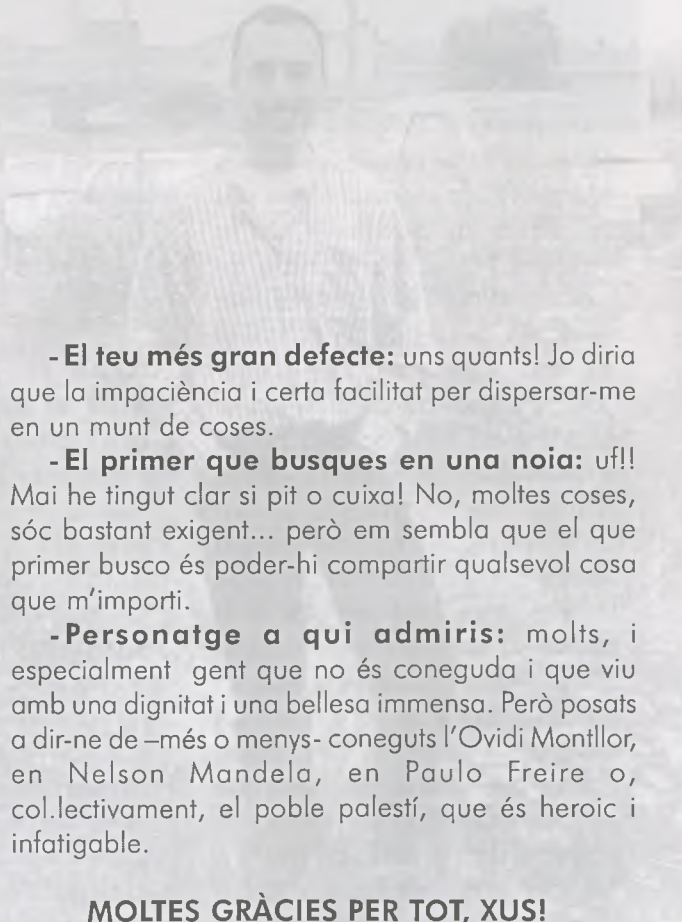 - El teu més gran defecte: uns quants! Jo diria
que la impaciència i certa facilitat per dispersar-me
en un munt de coses.
- El primer que busques en una noia: uf!!
Mai he tingut clar si pit o cuixa! No, moltes coses,
sóc bastant exigent... però em sembla que el que
primer busco és poder-hi compartir qualsevol cosa
que m'importi.
-Personatge a qui admiris: molts, i
especialment gent que no és coneguda i que viu
amb una dignitat i una bellesa immensa. Però posats
a dir-ne de –més o menys- coneguts l'Ovidi Montllor,
en Nelson Mandela, en Paulo Freire o,
col.lectivament, el poble palestí, que és heroic i
infatigable.
MOLTES GRÀCIES PER TOT, XUS!